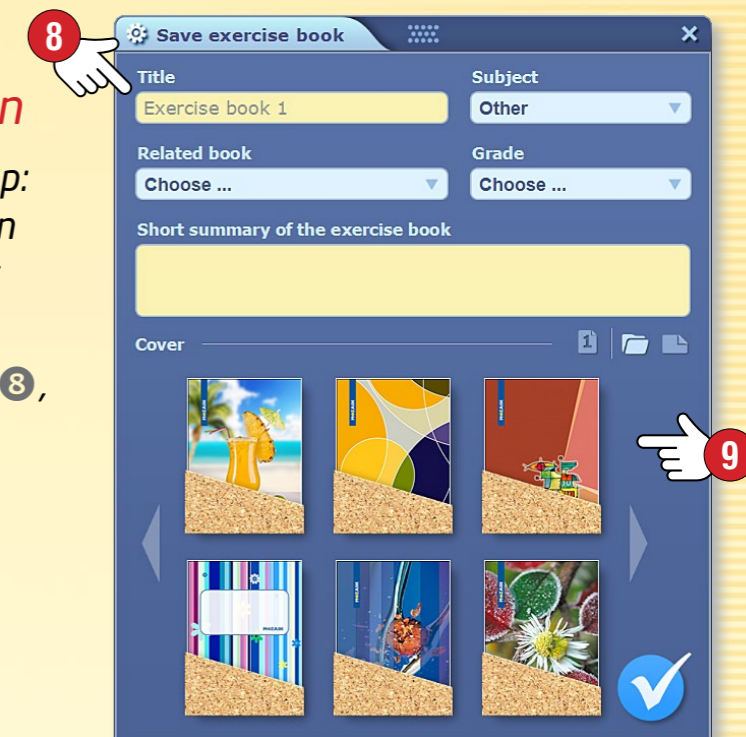 8
Save exercise book
n
p:
n
8,
Title
Subject
Exercise book 1
Other
Related book
Grade
Choose ...
Choose ...
Short summary of the exercise book
Cover
1
9